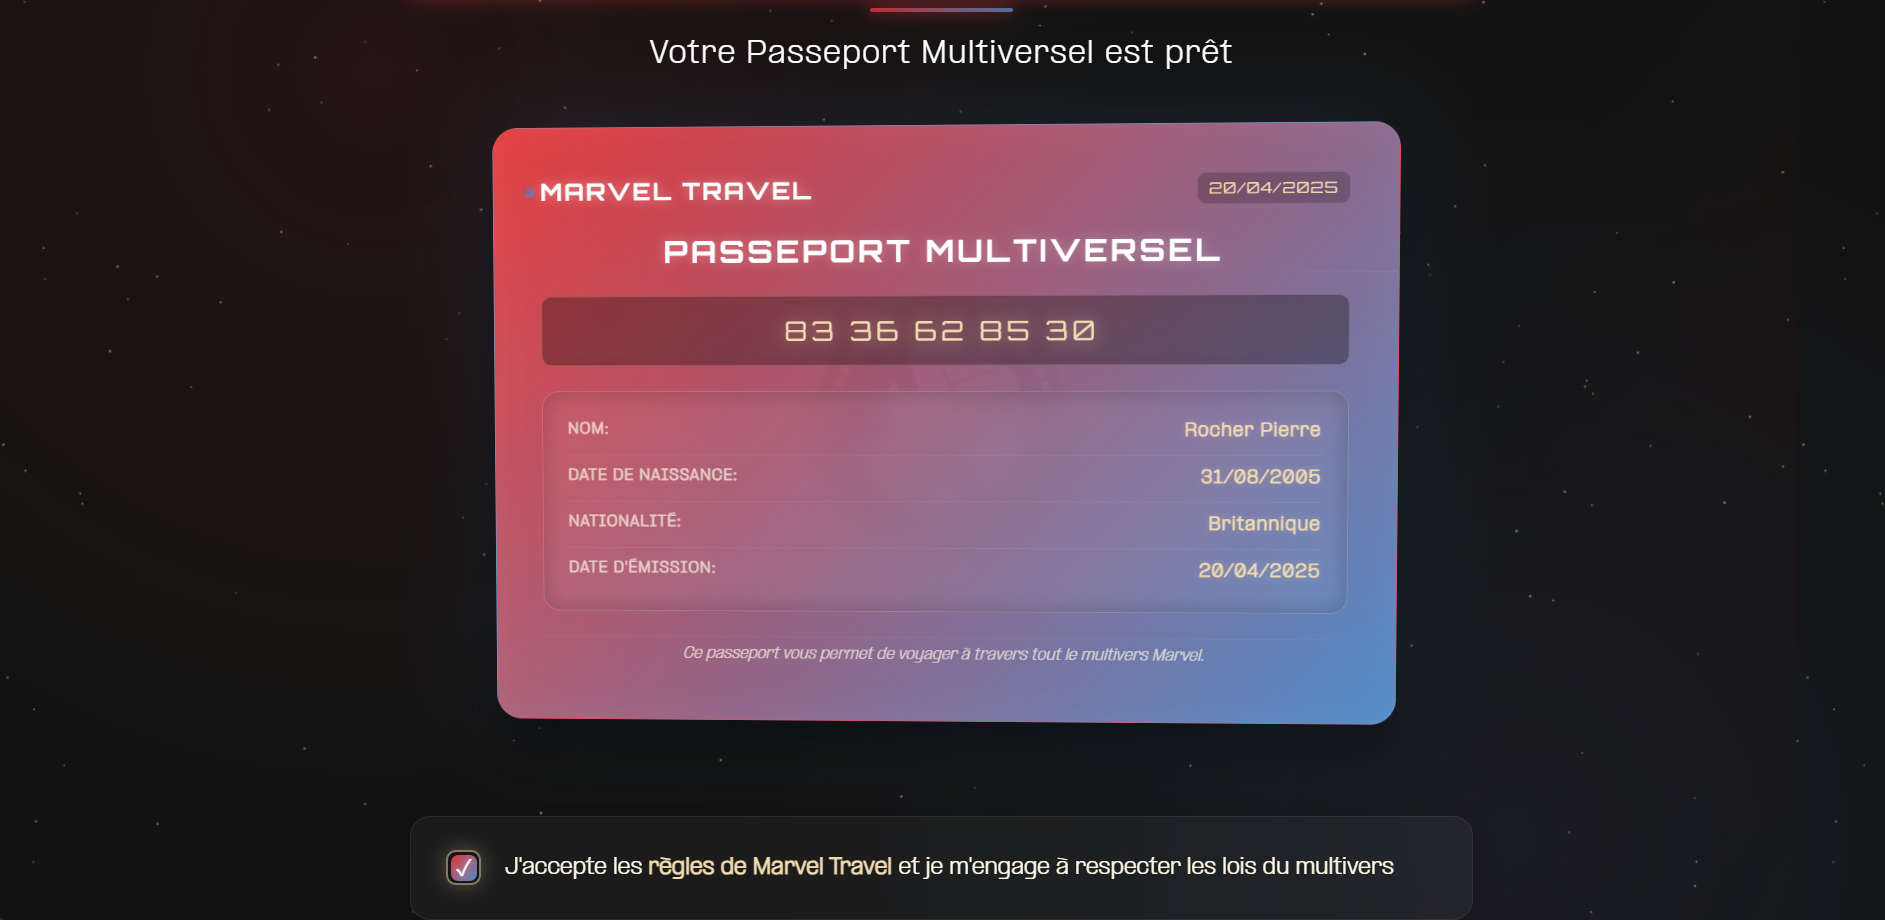 Votre Passeport Multiversel est prêt
MARVEL TRAVEL
20/04/2025
PASSEPORT MULTIVERSEL
83 36 62 85 30
NOM: Rocher Pierre
DATE DE NAISSANCE: 31/08/2005
NATIONALITÉ: Britannique
DATE D'ÉMISSION: 20/04/2025
Ce passeport vous permet de voyager à travers tout le multivers Marvel.
J'accepte les règles de Marvel Travel et je m'engage à respecter les lois du multivers